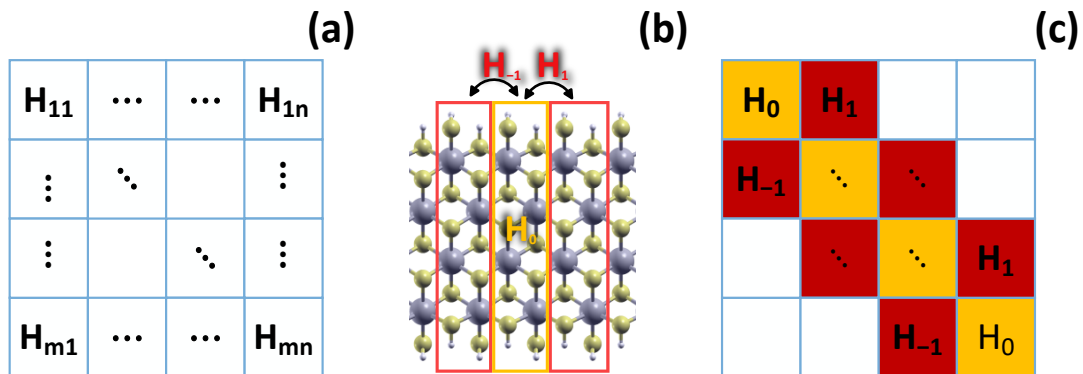 (a)
H11 ⋯ ⋯ H1n
⋮ ⋱ ⋮
⋮ ⋱ ⋮
Hm1 ⋯ ⋯ Hmn
(b)
H−1 H1
H0
(c)
H0 H1
H−1 ⋱ ⋱
⋱ ⋱ H1
H−1 H0